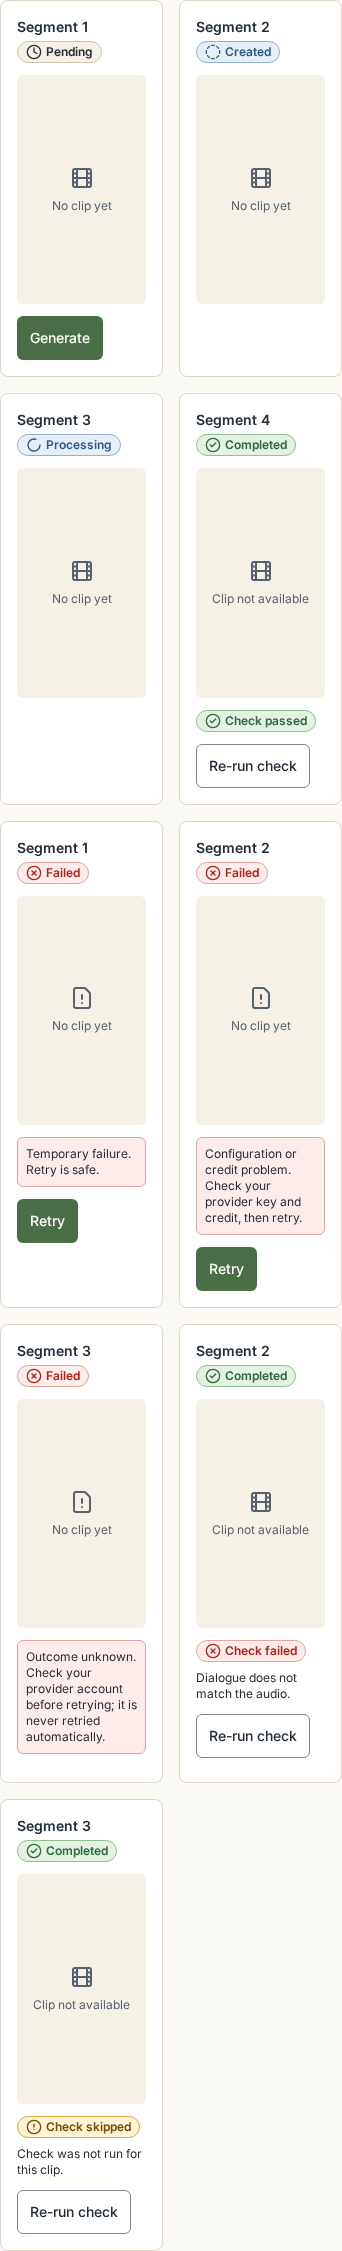 Segment 1
Pending
No clip yet
Generate
Segment 2
Created
No clip yet
Segment 3
Processing
No clip yet
Segment 4
Completed
Clip not available
Check passed
Re-run check
Segment 1
Failed
No clip yet
Temporary failure.
Retry is safe.
Retry
Segment 2
Failed
No clip yet
Configuration or
credit problem.
Check your
provider key and
credit, then retry.
Retry
Segment 3
Failed
No clip yet
Outcome unknown.
Check your
provider account
before retrying; it is
never retried
automatically.
Segment 2
Completed
Clip not available
Check failed
Dialogue does not
match the audio.
Re-run check
Segment 3
Completed
Clip not available
Check skipped
Check was not run for
this clip.
Re-run check